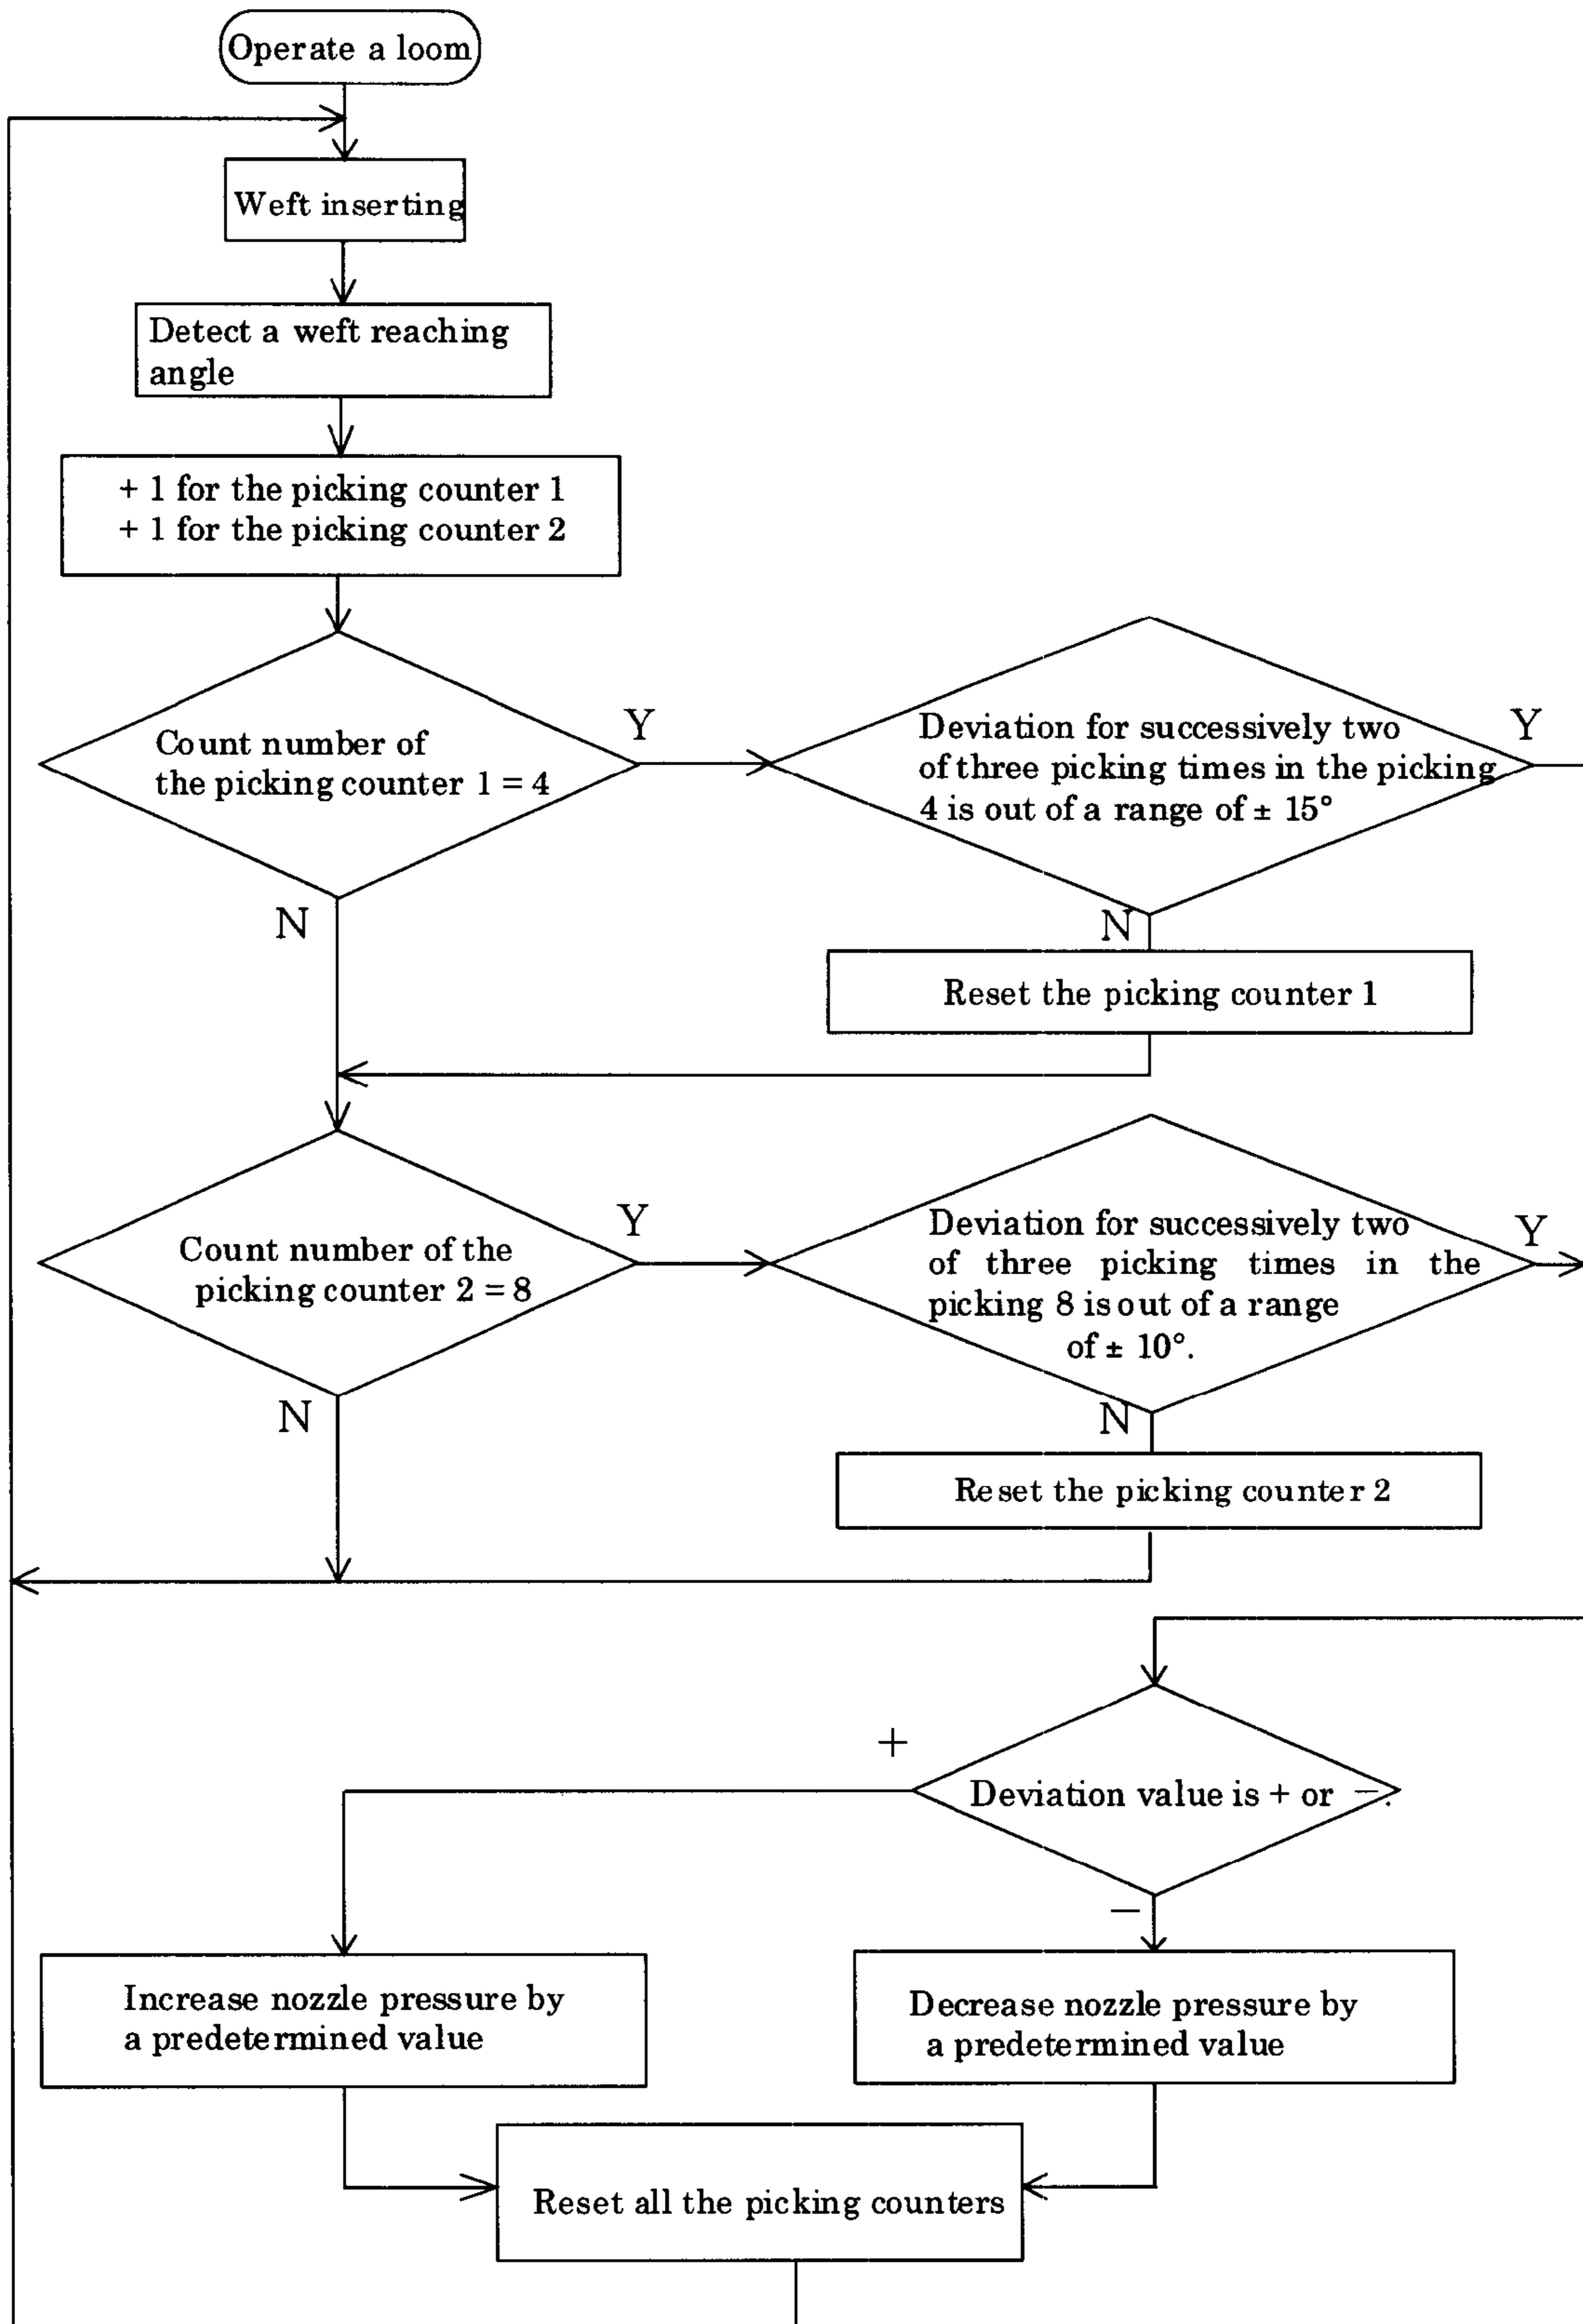 Operate a loom
Weft inserting
Detect a weft reaching
angle
+ 1 for the picking counter 1
+ 1 for the picking counter 2
Count number of
the picking counter 1 = 4
Y
Deviation for successively two
of three picking times in the picking
4 is out of a range of ± 15°
Y
N
N
Reset the picking counter 1
Count number of the
picking counter 2 = 8
Y
Deviation for successively two
of three picking times in the
picking 8 is out of a range
of ± 10°.
Y
N
N
Reset the picking counter 2
+
Deviation value is + or −.
−
Increase nozzle pressure by
a predetermined value
Decrease nozzle pressure by
a predetermined value
Reset all the picking counters